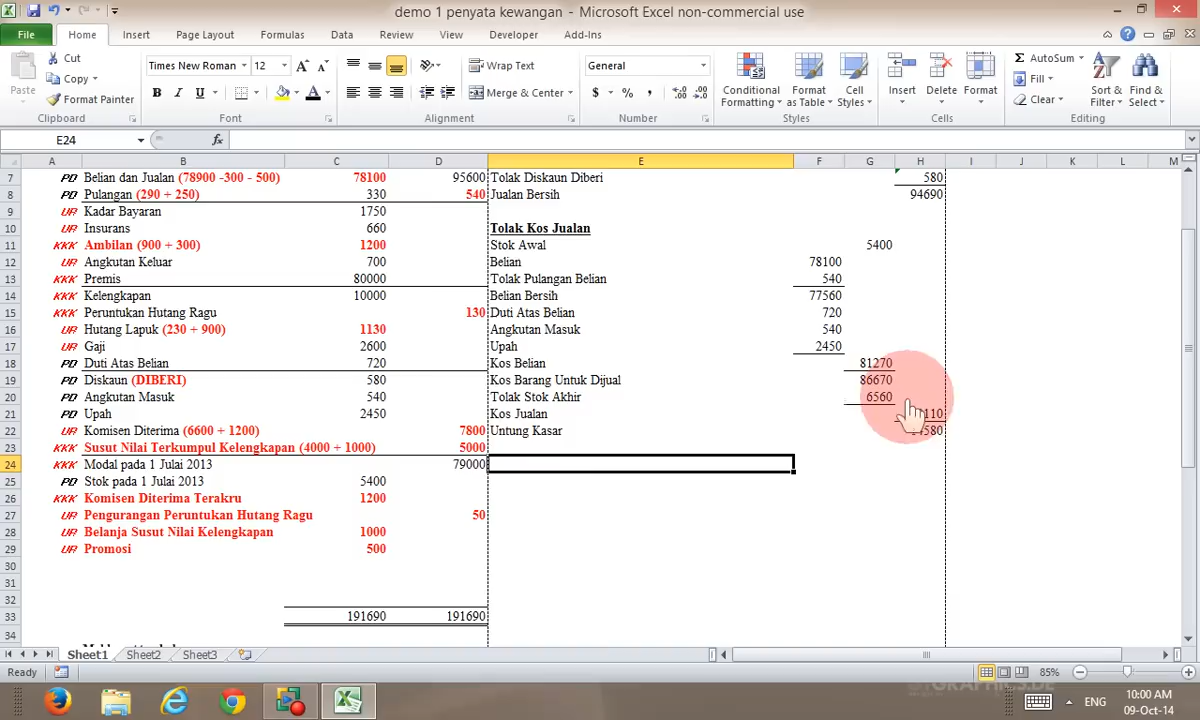 demo 1 penyata kewangan - Microsoft Excel non-commercial use
File Home Insert Page Layout Formulas Data Review View Developer Add-Ins
Cut
Copy
Format Painter
Paste
Clipboard
Times New Roman 12
B I U A
Font
Wrap Text
Merge & Center
Alignment
General
$ % ,
Number
Conditional Formatting
Format as Table
Cell Styles
Styles
Insert Delete Format
Cells
Σ AutoSum
Fill
Clear
Sort & Filter
Find & Select
Editing
E24 fx
A B C D E F G H I J K L M
7 PD Belian dan Jualan (78900 -300 - 500) 78100 95600 Tolak Diskaun Diberi 580
8 PD Pulangan (290 + 250) 330 540 Jualan Bersih 94690
9 UR Kadar Bayaran 1750
10 UR Insurans 660 Tolak Kos Jualan
11 KKK Ambilan (900 + 300) 1200 Stok Awal 5400
12 UR Angkutan Keluar 700 Belian 78100
13 KKK Premis 80000 Tolak Pulangan Belian 540
14 KKK Kelengkapan 10000 Belian Bersih 77560
15 KKK Peruntukan Hutang Ragu 130 Duti Atas Belian 720
16 UR Hutang Lapuk (230 + 900) 1130 Angkutan Masuk 540
17 UR Gaji 2600 Upah 2450
18 PD Duti Atas Belian 720 Kos Belian 81270
19 PD Diskaun (DIBERI) 580 Kos Barang Untuk Dijual 86670
20 PD Angkutan Masuk 540 Tolak Stok Akhir 6560
21 PD Upah 2450 Kos Jualan
22 UR Komisen Diterima (6600 + 1200) 7800 Untung Kasar
23 KKK Susut Nilai Terkumpul Kelengkapan (4000 + 1000) 5000
24 KKK Modal pada 1 Julai 2013 79000
25 PD Stok pada 1 Julai 2013 5400
26 KKK Komisen Diterima Terakru 1200
27 UR Pengurangan Peruntukan Hutang Ragu 50
28 UR Belanja Susut Nilai Kelengkapan 1000
29 UR Promosi 500
30
31
32
33 191690 191690
34
Sheet1 Sheet2 Sheet3
Ready 85%
ENG 10:00 AM
09-Oct-14